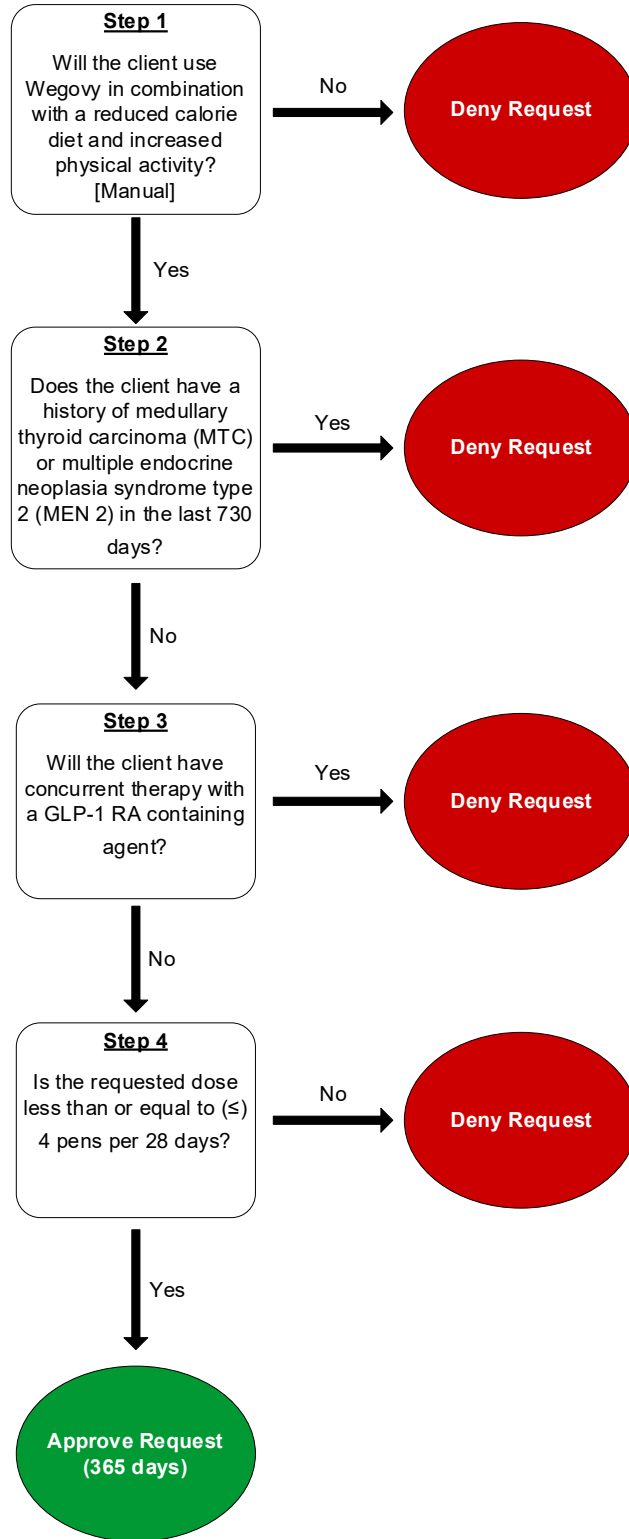 Step 1
Will the client use
Wegovy in combination
with a reduced calorie
diet and increased
physical activity?
[Manual]
No
Deny Request
Yes
Step 2
Does the client have a
history of medullary
thyroid carcinoma (MTC)
or multiple endocrine
neoplasia syndrome type
2 (MEN 2) in the last 730
days?
Yes
Deny Request
No
Step 3
Will the client have
concurrent therapy with
a GLP-1 RA containing
agent?
Yes
Deny Request
No
Step 4
Is the requested dose
less than or equal to (≤)
4 pens per 28 days?
No
Deny Request
Yes
Approve Request
(365 days)